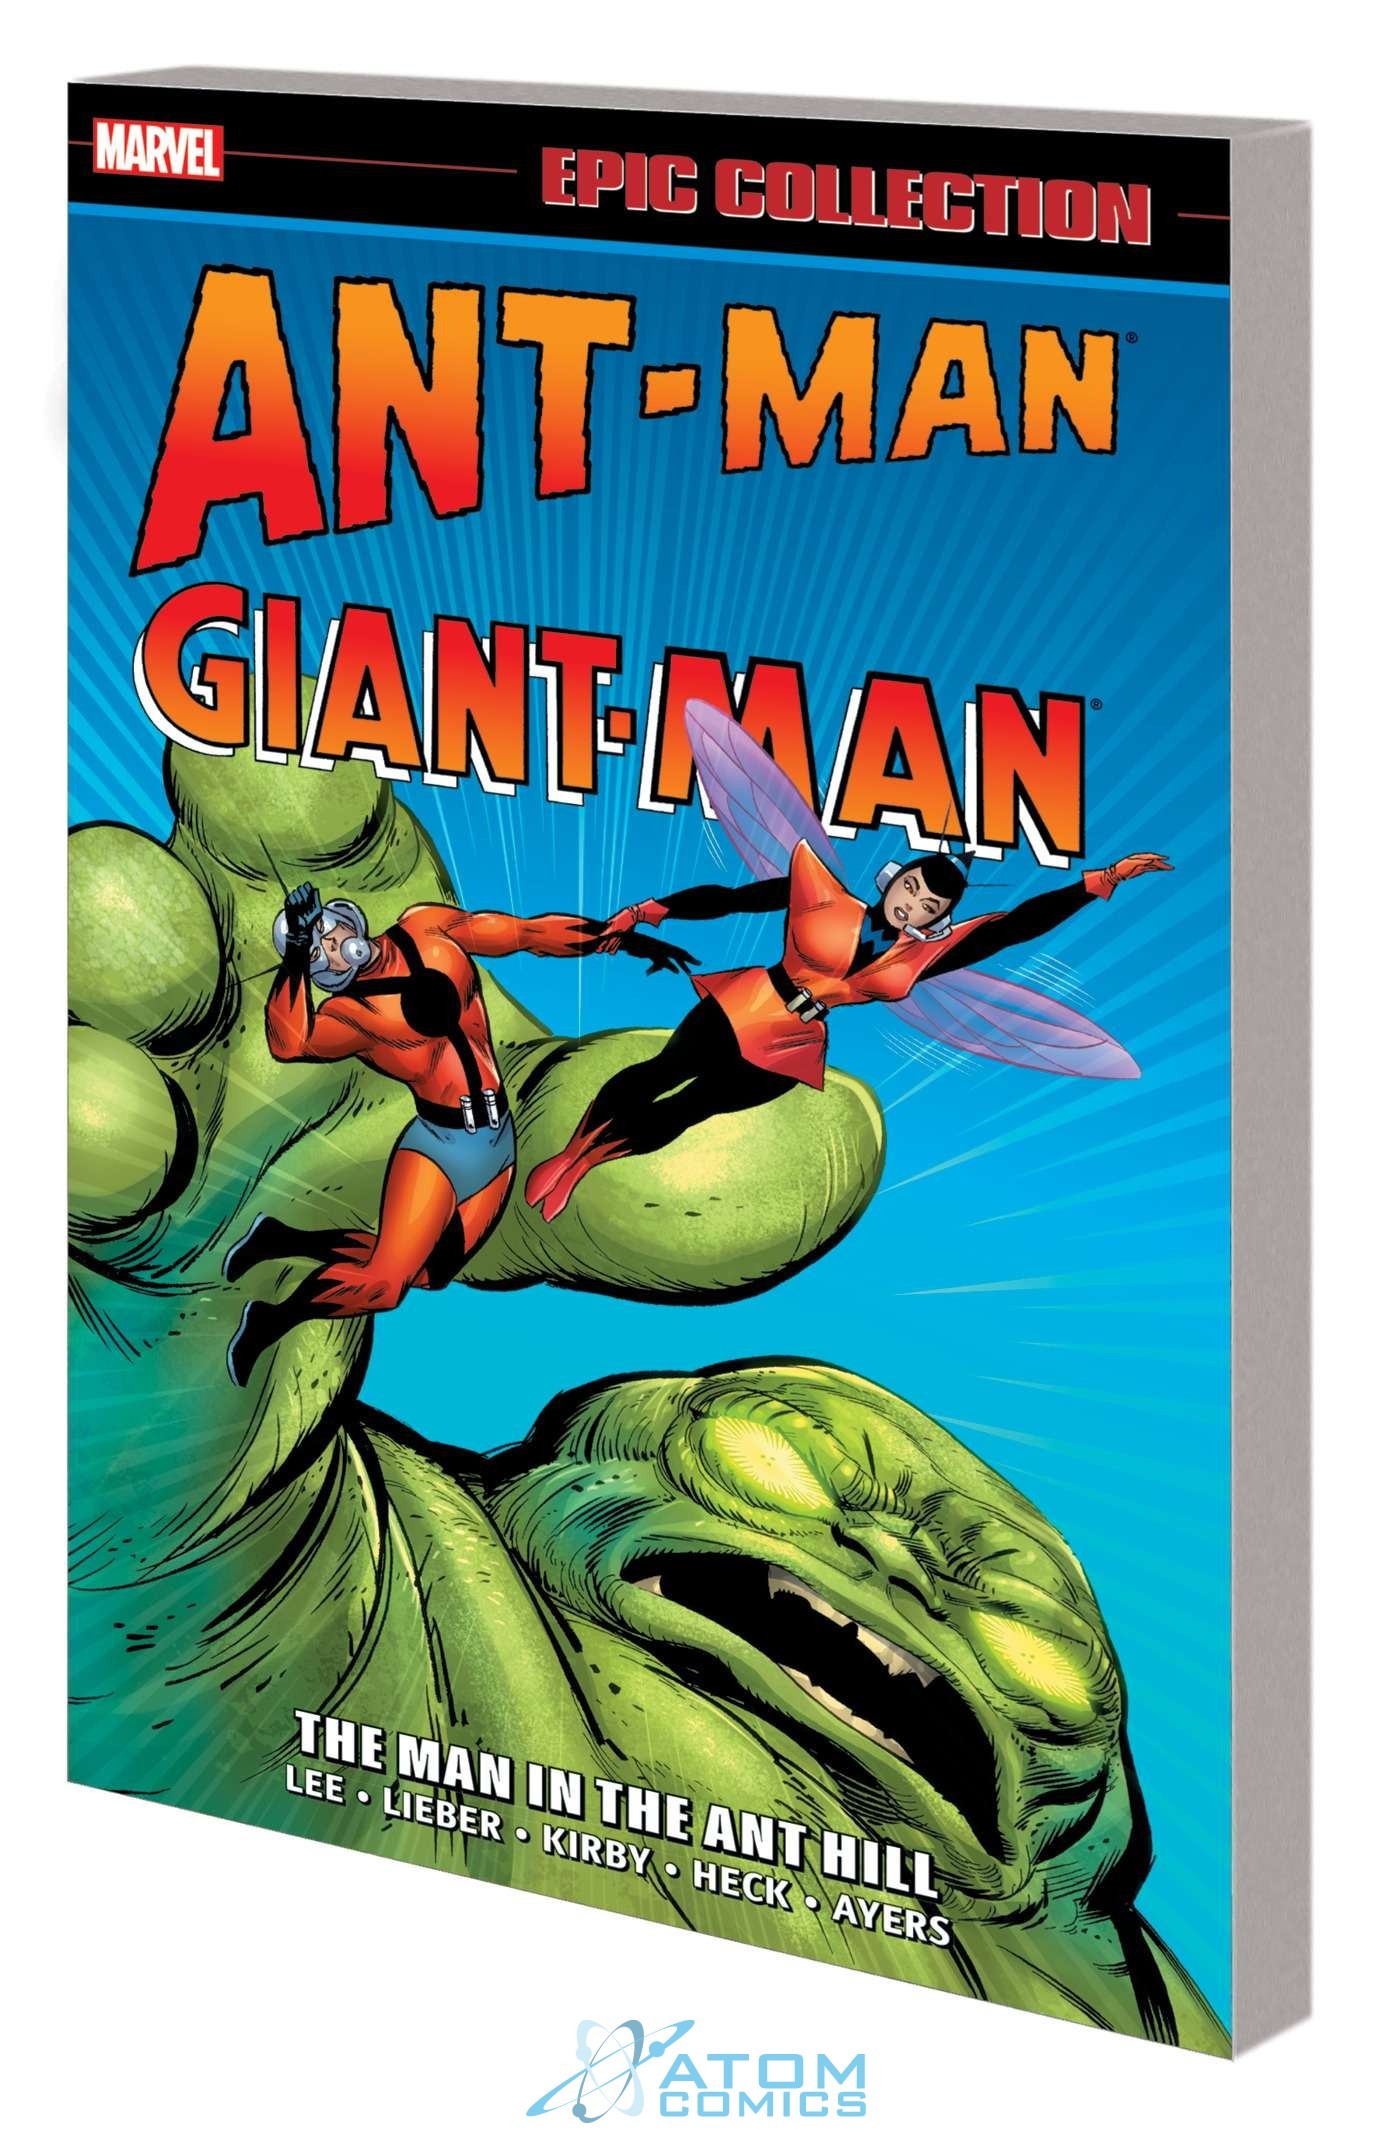 MARVEL
EPIC COLLECTION
ANT-MAN®
GIANT-MAN®
THE MAN IN THE ANT HILL
LEE • LIEBER • KIRBY • HECK • AYERS
ATOM
COMICS